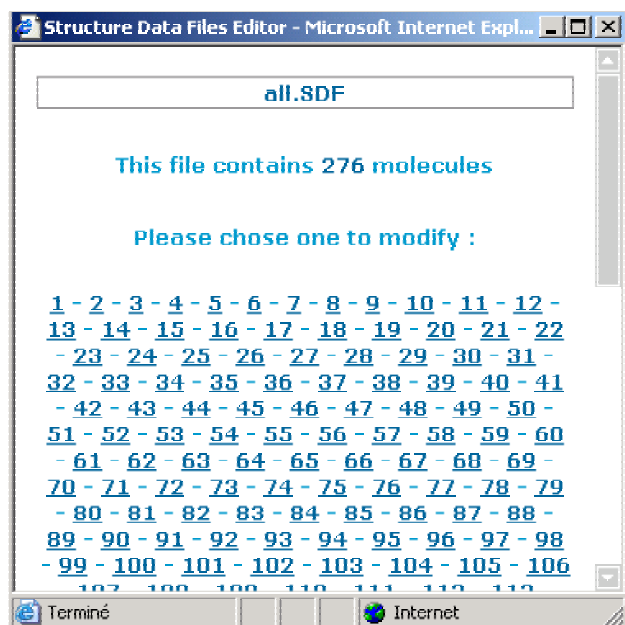 Structure Data Files Editor - Microsoft Internet Expl...
all.SDF
This file contains 276 molecules
Please chose one to modify :
1 - 2 - 3 - 4 - 5 - 6 - 7 - 8 - 9 - 10 - 11 - 12 -
13 - 14 - 15 - 16 - 17 - 18 - 19 - 20 - 21 - 22
- 23 - 24 - 25 - 26 - 27 - 28 - 29 - 30 - 31 -
32 - 33 - 34 - 35 - 36 - 37 - 38 - 39 - 40 - 41
- 42 - 43 - 44 - 45 - 46 - 47 - 48 - 49 - 50 -
51 - 52 - 53 - 54 - 55 - 56 - 57 - 58 - 59 - 60
- 61 - 62 - 63 - 64 - 65 - 66 - 67 - 68 - 69 -
70 - 71 - 72 - 73 - 74 - 75 - 76 - 77 - 78 - 79
- 80 - 81 - 82 - 83 - 84 - 85 - 86 - 87 - 88 -
89 - 90 - 91 - 92 - 93 - 94 - 95 - 96 - 97 - 98
- 99 - 100 - 101 - 102 - 103 - 104 - 105 - 106
Terminé
Internet